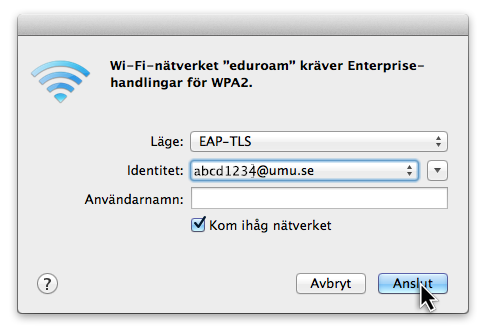 Wi-Fi-nätverket ”eduroam” kräver Enterprise-
handlingar för WPA2.
Läge: EAP-TLS
Identitet: abcd1234@umu.se
Användarnamn:
Kom ihåg nätverket
? Avbryt Anslut